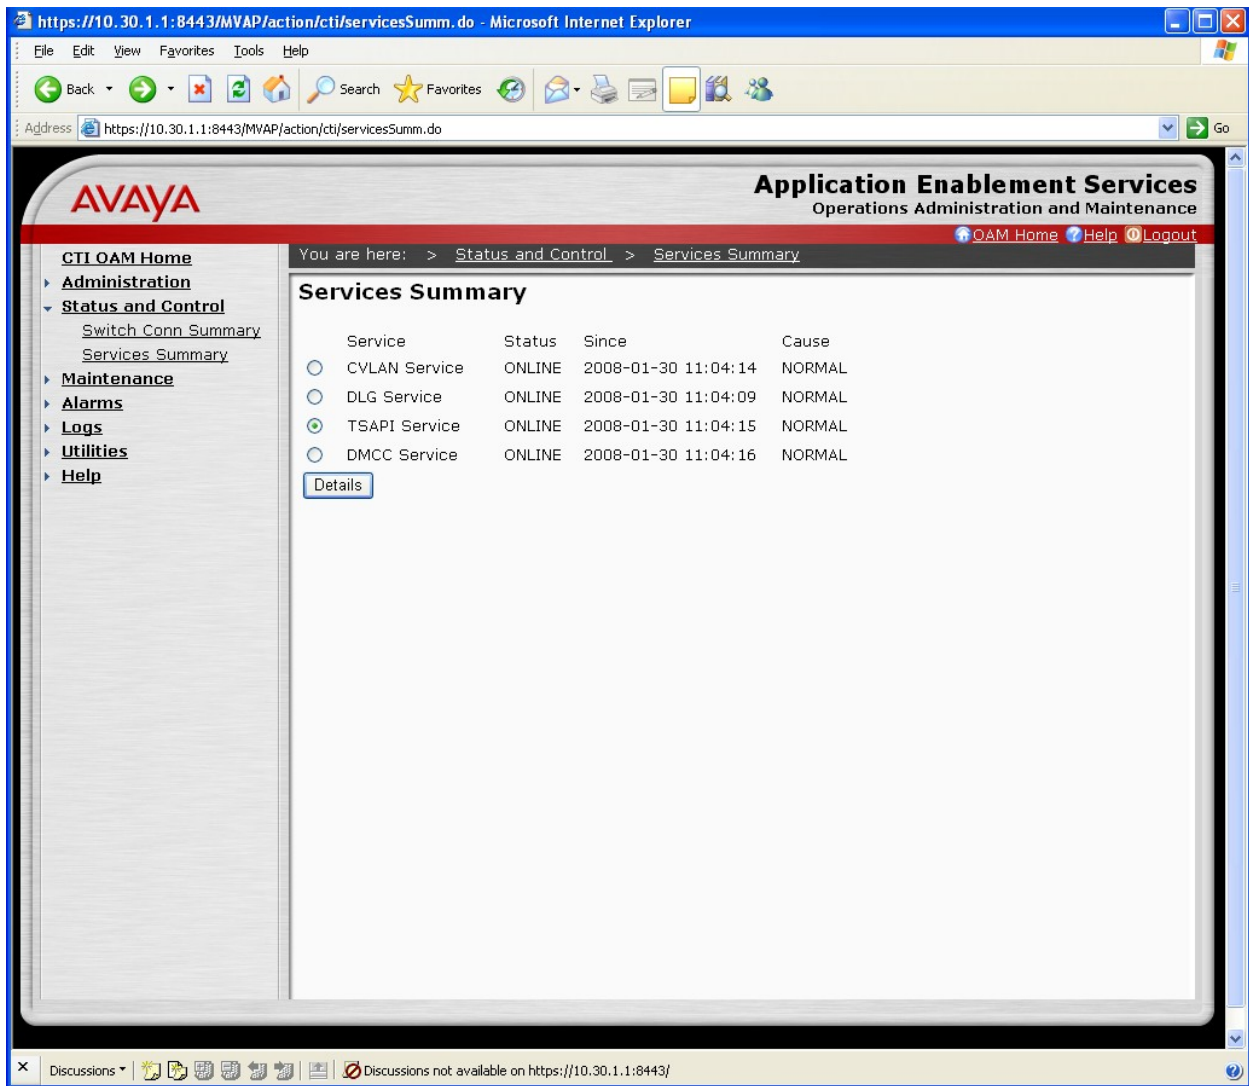 https://10.30.1.1:8443/MVAP/action/cti/servicesSumm.do - Microsoft Internet Explorer
File Edit View Favorites Tools Help
Back Search Favorites
Address https://10.30.1.1:8443/MVAP/action/cti/servicesSumm.do Go
AVAYA
Application Enablement Services
Operations Administration and Maintenance
OAM Home Help Logout
You are here: > Status and Control > Services Summary
CTI OAM Home
Administration
Status and Control
Switch Conn Summary
Services Summary
Maintenance
Alarms
Logs
Utilities
Help
Services Summary
Service Status Since Cause
CVLAN Service ONLINE 2008-01-30 11:04:14 NORMAL
DLG Service ONLINE 2008-01-30 11:04:09 NORMAL
TSAPI Service ONLINE 2008-01-30 11:04:15 NORMAL
DMCC Service ONLINE 2008-01-30 11:04:16 NORMAL
Details
Discussions Discussions not available on https://10.30.1.1:8443/